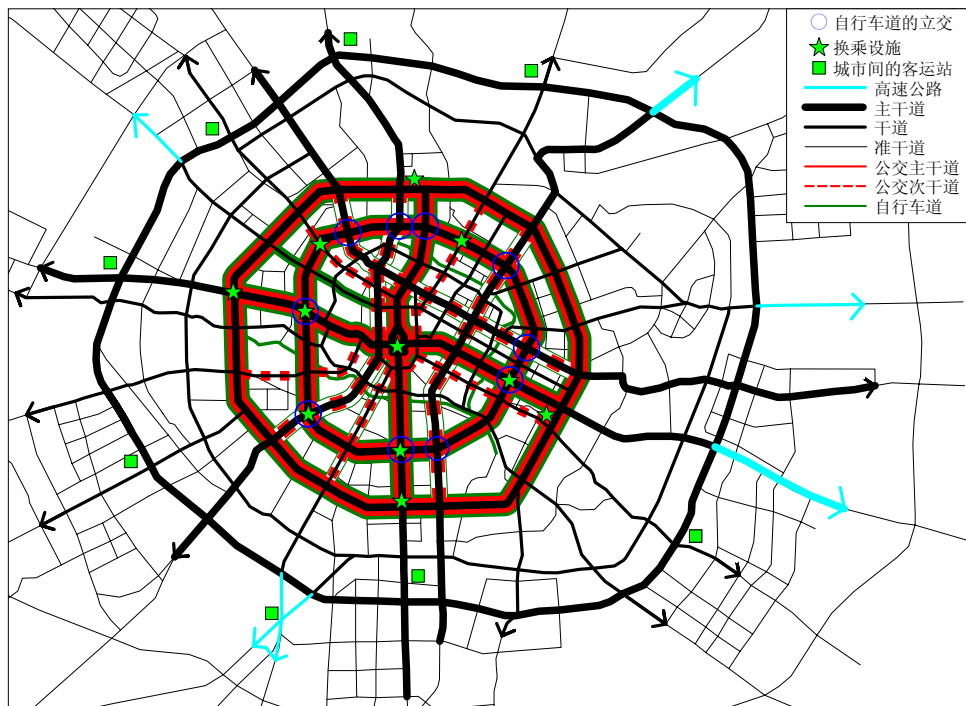 自行车道的立交
换乘设施
城市间的客运站
高速公路
主干道
干道
准干道
公交主干道
公交次干道
自行车道